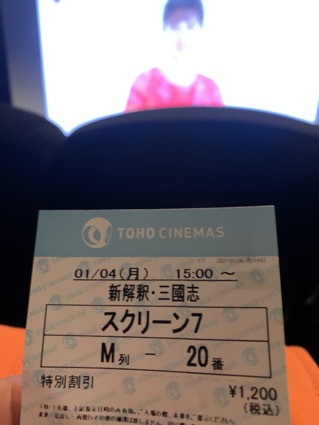 TOHO CINEMAS
01/04(月) 15:00 ～
新解釈・三國志
スクリーン7
M列 － 20番
特別割引
¥1,200
(税込)